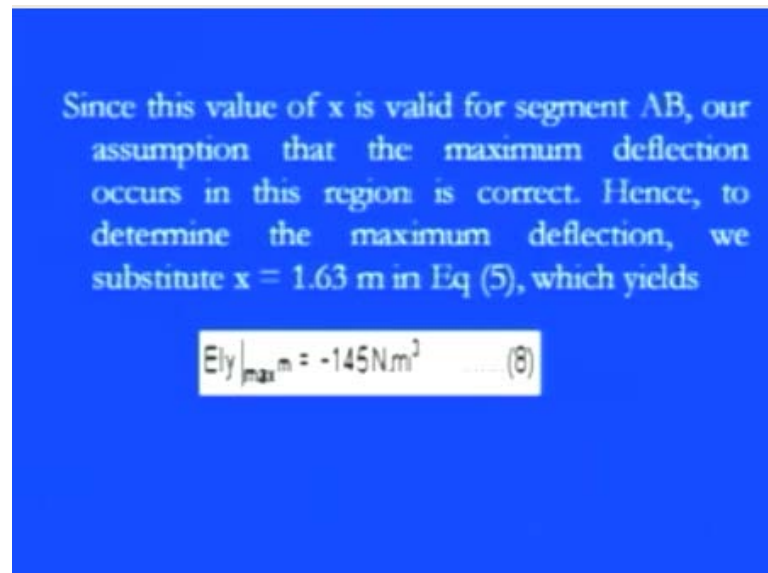 Since this value of x is valid for segment AB, our
assumption that the maximum deflection
occurs in this region is correct. Hence, to
determine the maximum deflection, we
substitute x = 1.63 m in Eq (5), which yields
EIy|max m = -145N.m³ ......(8)